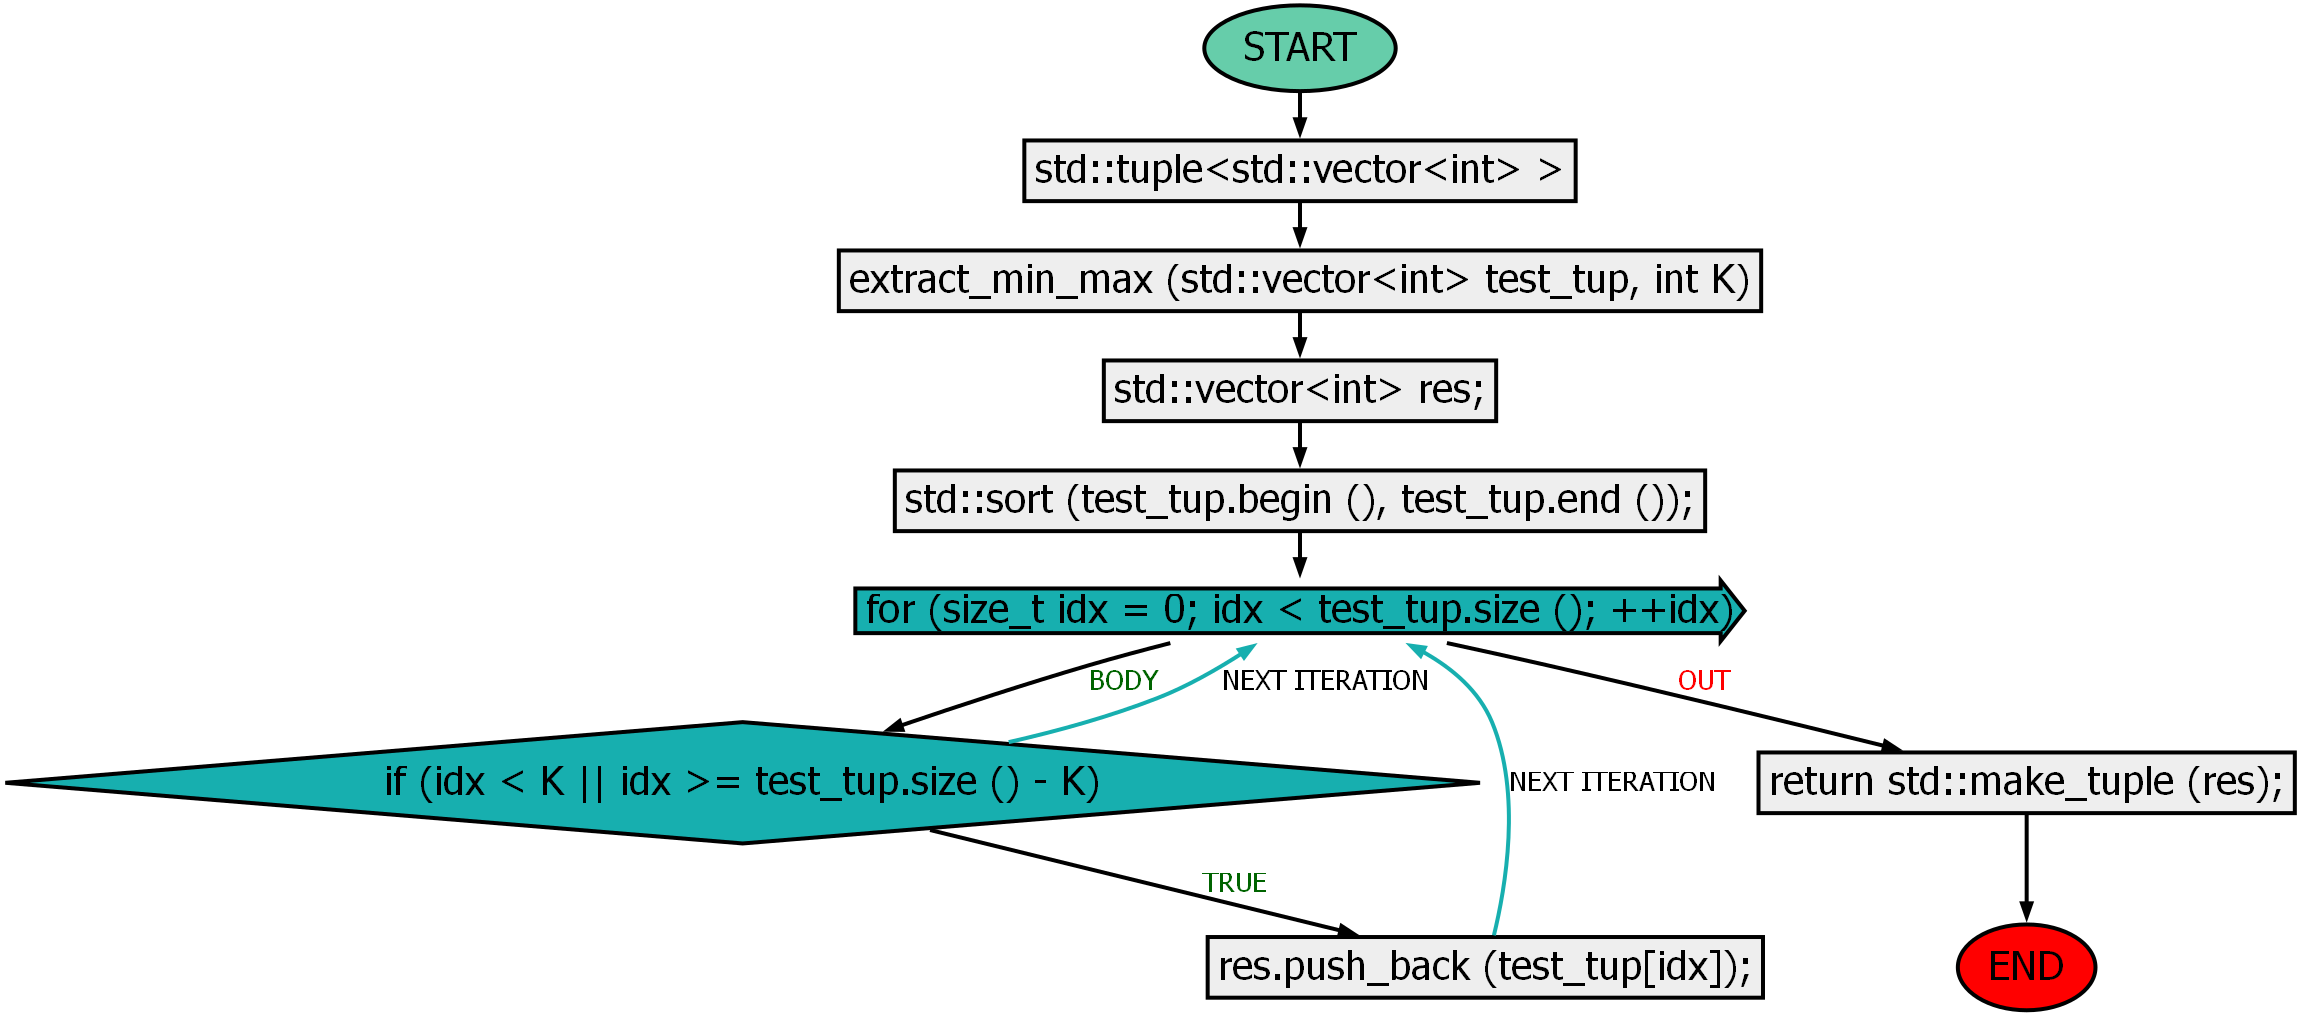 START
std::tuple<std::vector<int> >
extract_min_max (std::vector<int> test_tup, int K)
std::vector<int> res;
std::sort (test_tup.begin (), test_tup.end ());
for (size_t idx = 0; idx < test_tup.size (); ++idx)
BODY
NEXT ITERATION
OUT
if (idx < K || idx >= test_tup.size () - K)
NEXT ITERATION
return std::make_tuple (res);
TRUE
res.push_back (test_tup[idx]);
END